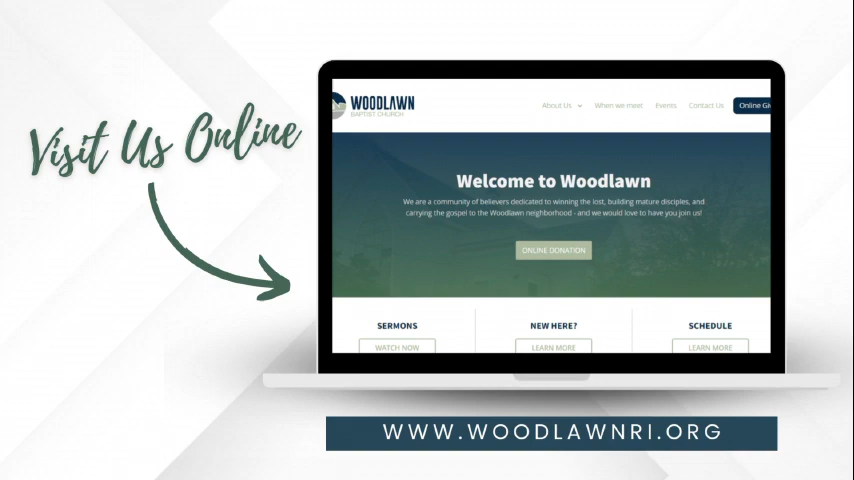 Visit Us Online
WOODLAWN
BAPTIST CHURCH
About Us
When we meet
Events
Contact Us
Online Gi
Welcome to Woodlawn
We are a community of believers dedicated to winning the lost, building mature disciples, and
carrying the gospel to the Woodlawn neighborhood - and we would love to have you join us!
ONLINE DONATION
SERMONS
NEW HERE?
SCHEDULE
WATCH NOW
LEARN MORE
LEARN MORE
WWW.WOODLAWNRI.ORG